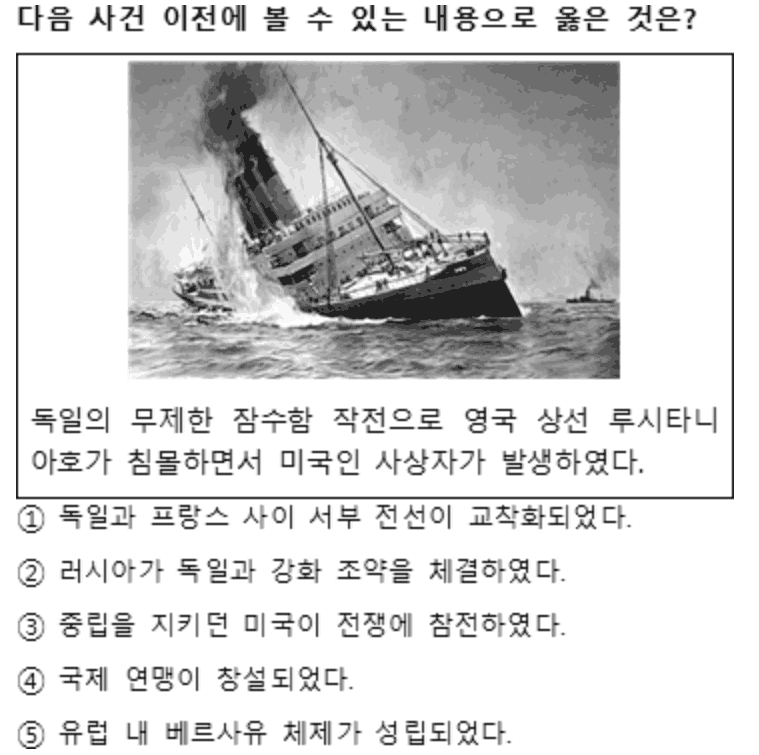 다음 사건 이전에 볼 수 있는 내용으로 옳은 것은?
독일의 무제한 잠수함 작전으로 영국 상선 루시타니
아호가 침몰하면서 미국인 사상자가 발생하였다.
① 독일과 프랑스 사이 서부 전선이 교착화되었다.
② 러시아가 독일과 강화 조약을 체결하였다.
③ 중립을 지키던 미국이 전쟁에 참전하였다.
④ 국제 연맹이 창설되었다.
⑤ 유럽 내 베르사유 체제가 성립되었다.